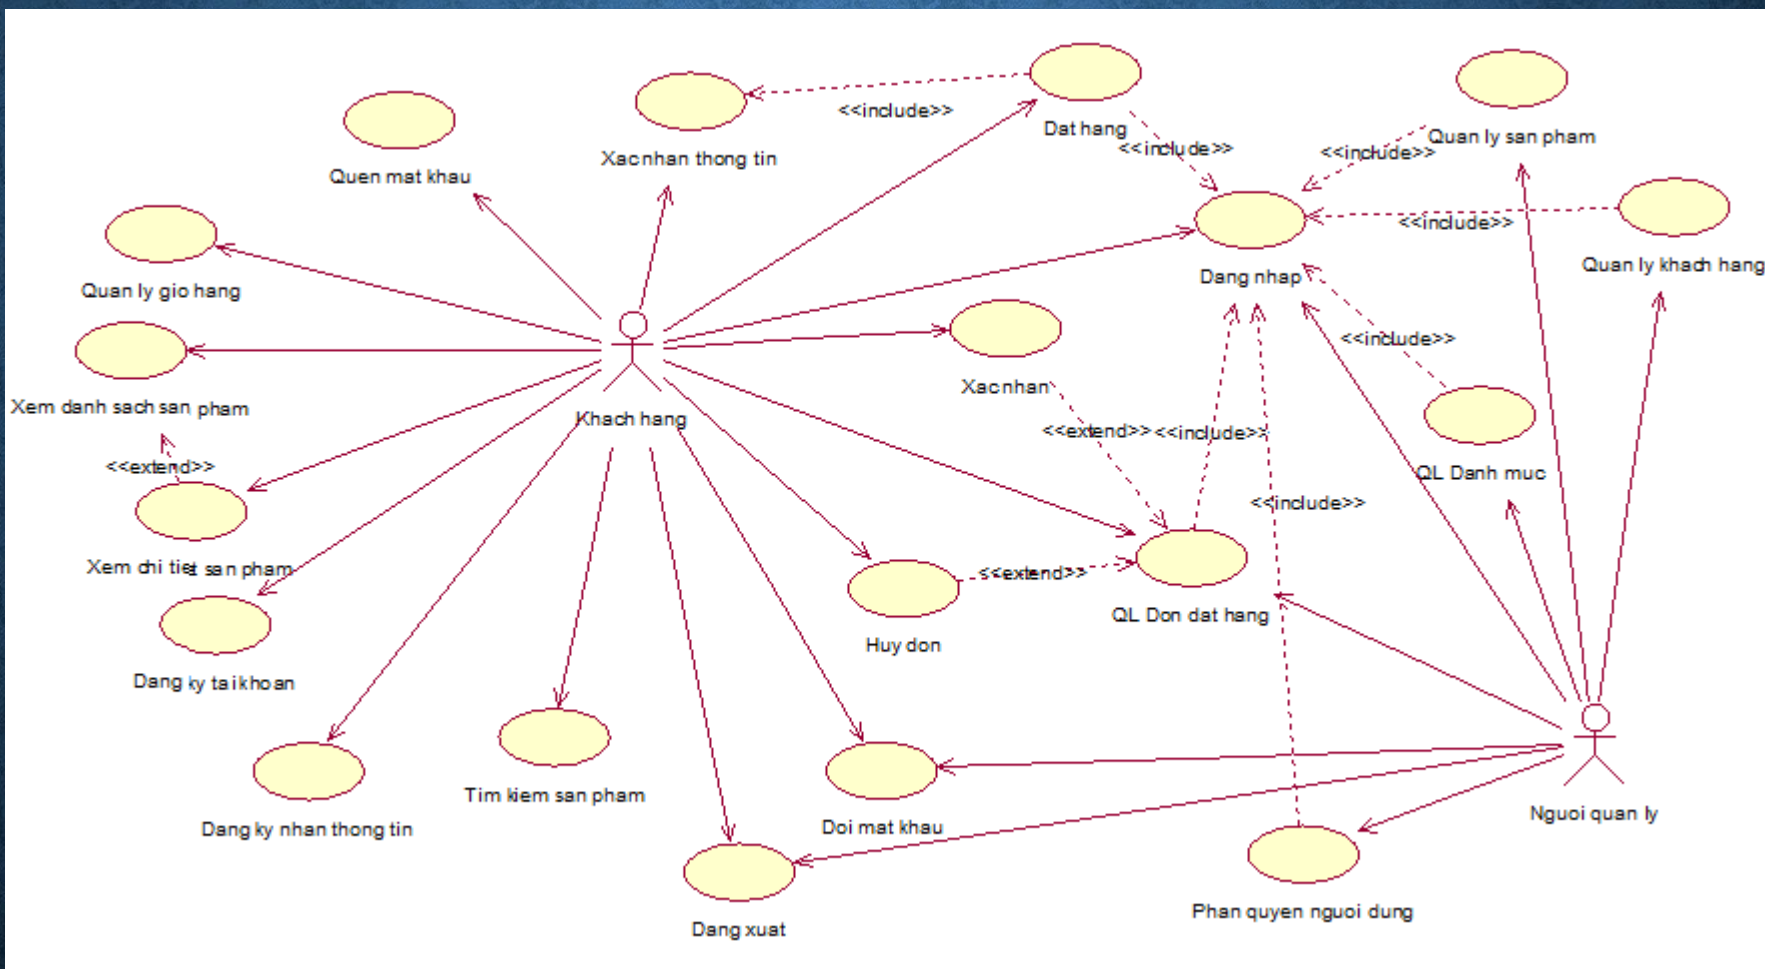 Dat hang
<<include>>
Quan ly san pham
Xac nhan thong tin
<<include>>
<<include>>
Quen mat khau
<<include>>
Quan ly khach hang
Dang nhap
Quan ly gio hang
<<include>>
Xac nhan
Xem danh sach san pham
Khach hang
<<extend>>
<<include>>
<<extend>>
QL Danh muc
<<include>>
Xem chi tiet san pham
<<extend>>
QL Don dat hang
Huy don
Dang ky tai khoan
Tim kiem san pham
Nguoi quan ly
Dang ky nhan thong tin
Doi mat khau
Phan quyen nguoi dung
Dang xuat